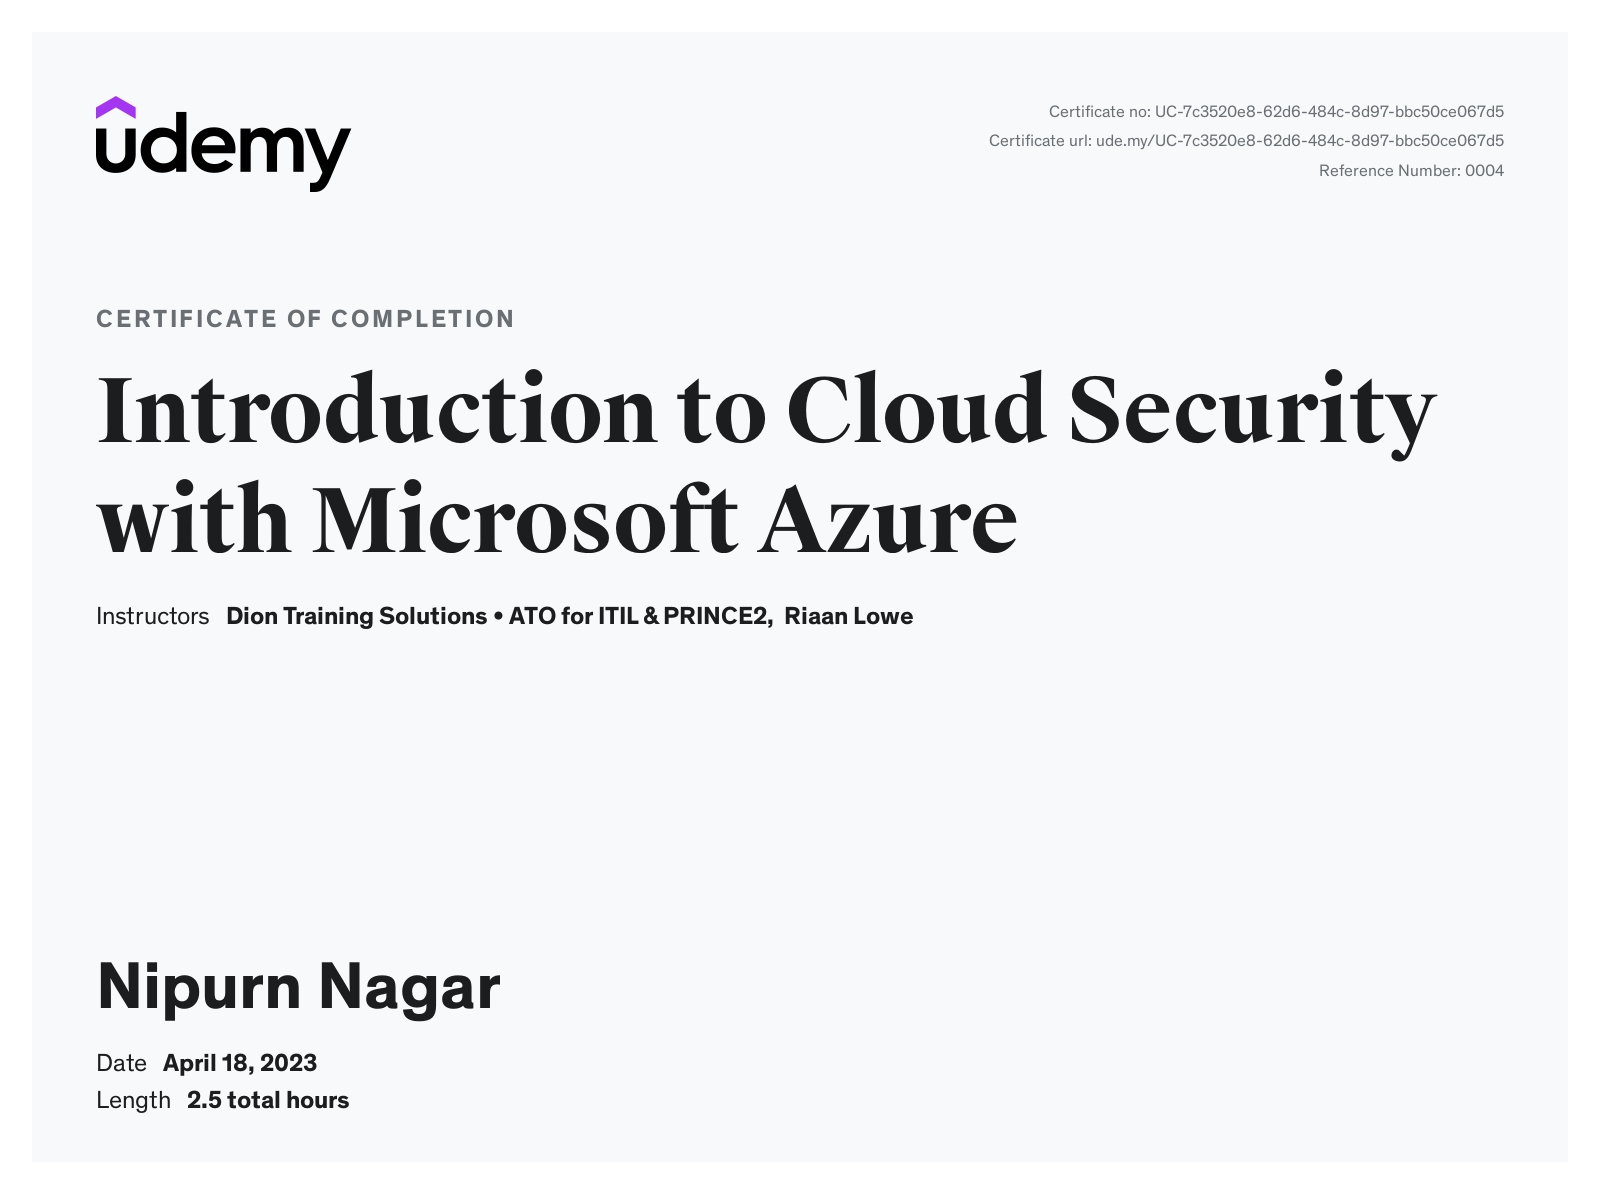 udemy
Certificate no: UC-7c3520e8-62d6-484c-8d97-bbc50ce067d5
Certificate url: ude.my/UC-7c3520e8-62d6-484c-8d97-bbc50ce067d5
Reference Number: 0004
CERTIFICATE OF COMPLETION
Introduction to Cloud Security
with Microsoft Azure
Instructors Dion Training Solutions • ATO for ITIL & PRINCE2, Riaan Lowe
Nipurn Nagar
Date April 18, 2023
Length 2.5 total hours